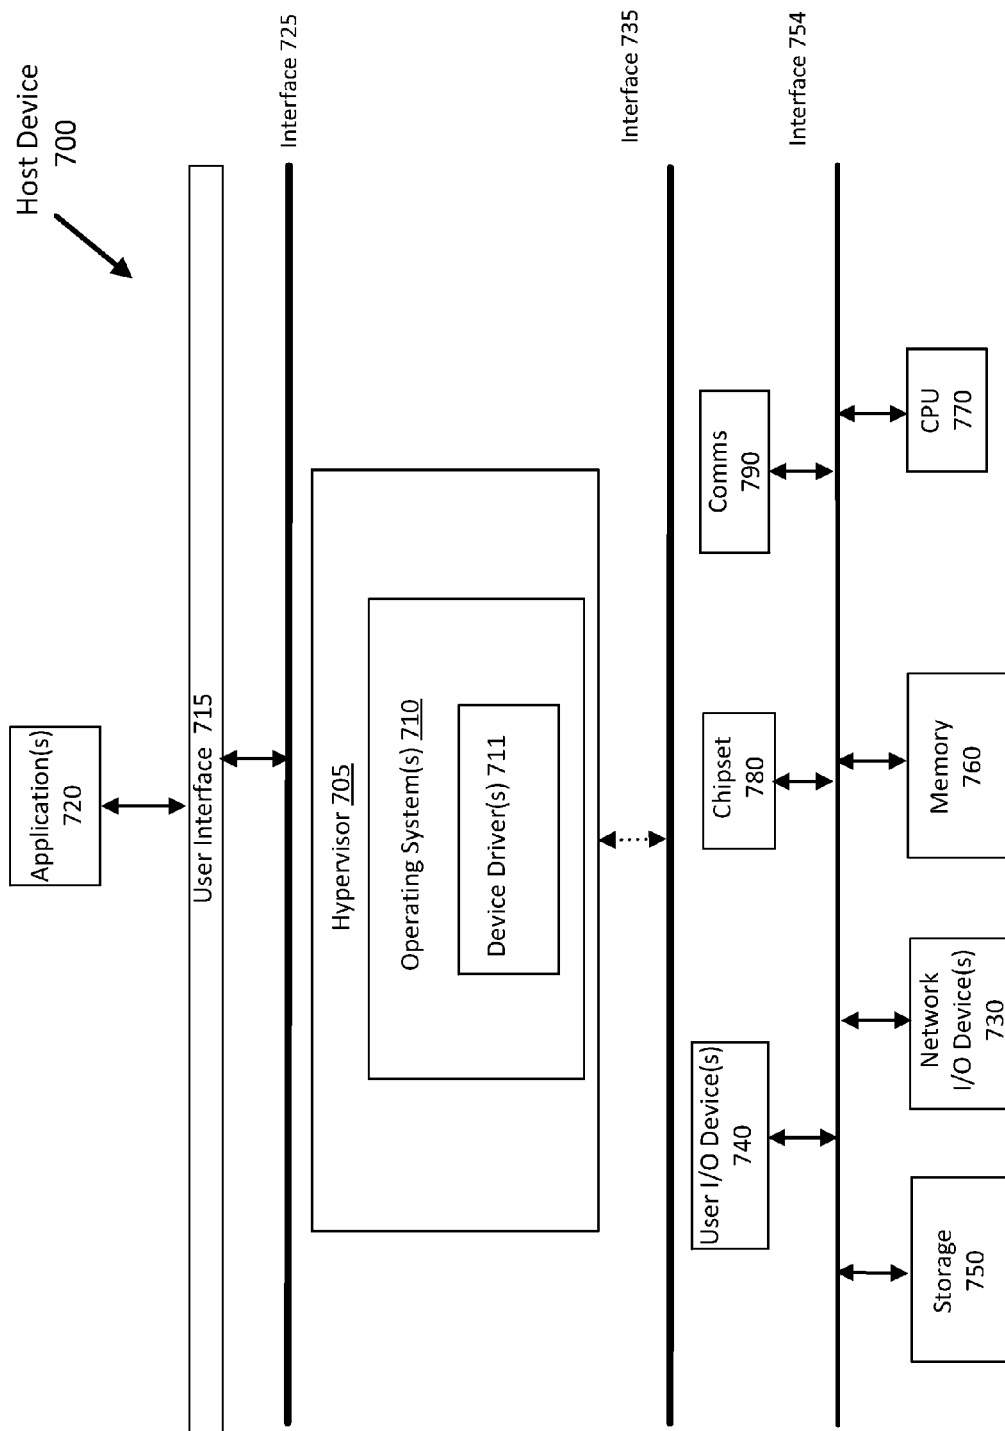 Host Device
700
Application(s)
720
User Interface 715
Interface 725
Hypervisor 705
Operating System(s) 710
Device Driver(s) 711
Interface 735
User I/O Device(s)
740
Chipset
780
Comms
790
Interface 754
Storage
750
Network
I/O Device(s)
730
Memory
760
CPU
770